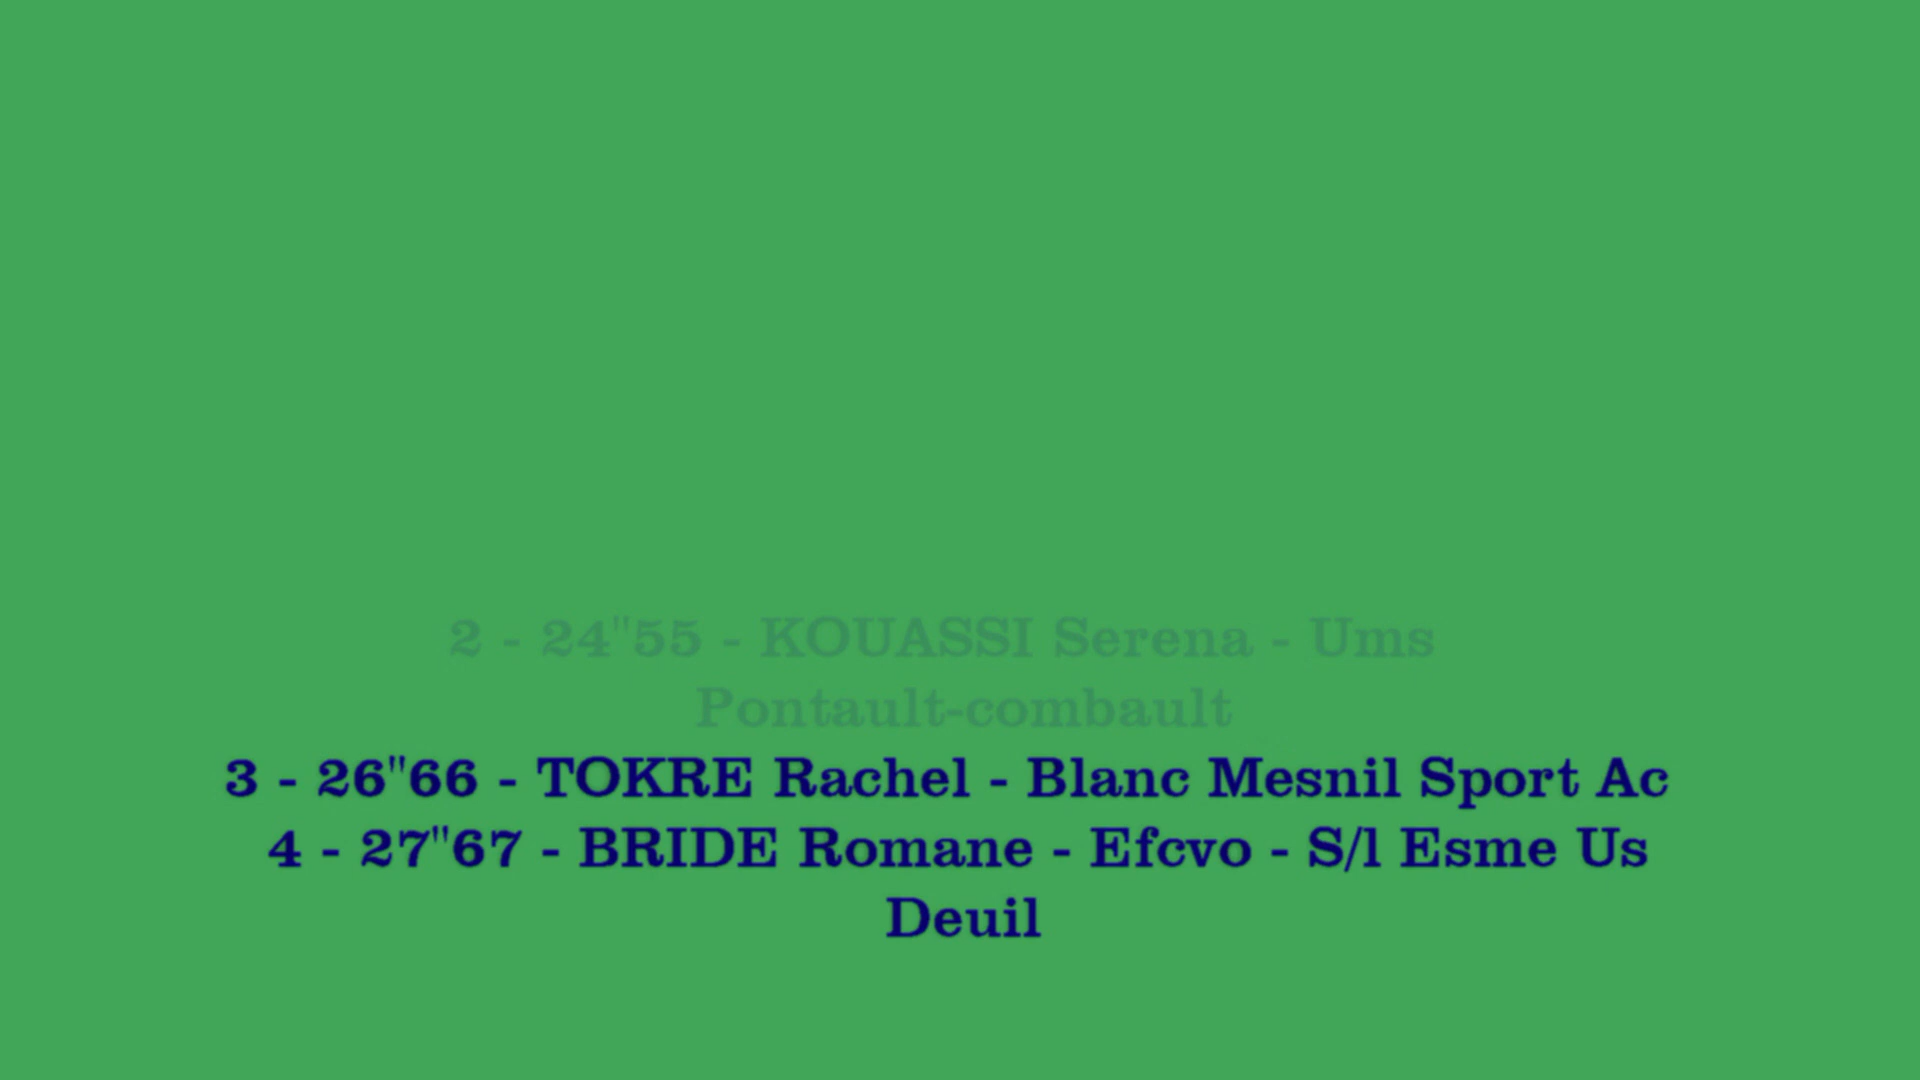 2 - 24"55 - KOUASSI Serena - Ums
Pontault-combault
3 - 26"66 - TOKRE Rachel - Blanc Mesnil Sport Ac
4 - 27"67 - BRIDE Romane - Efcvo - S/l Esme Us
Deuil